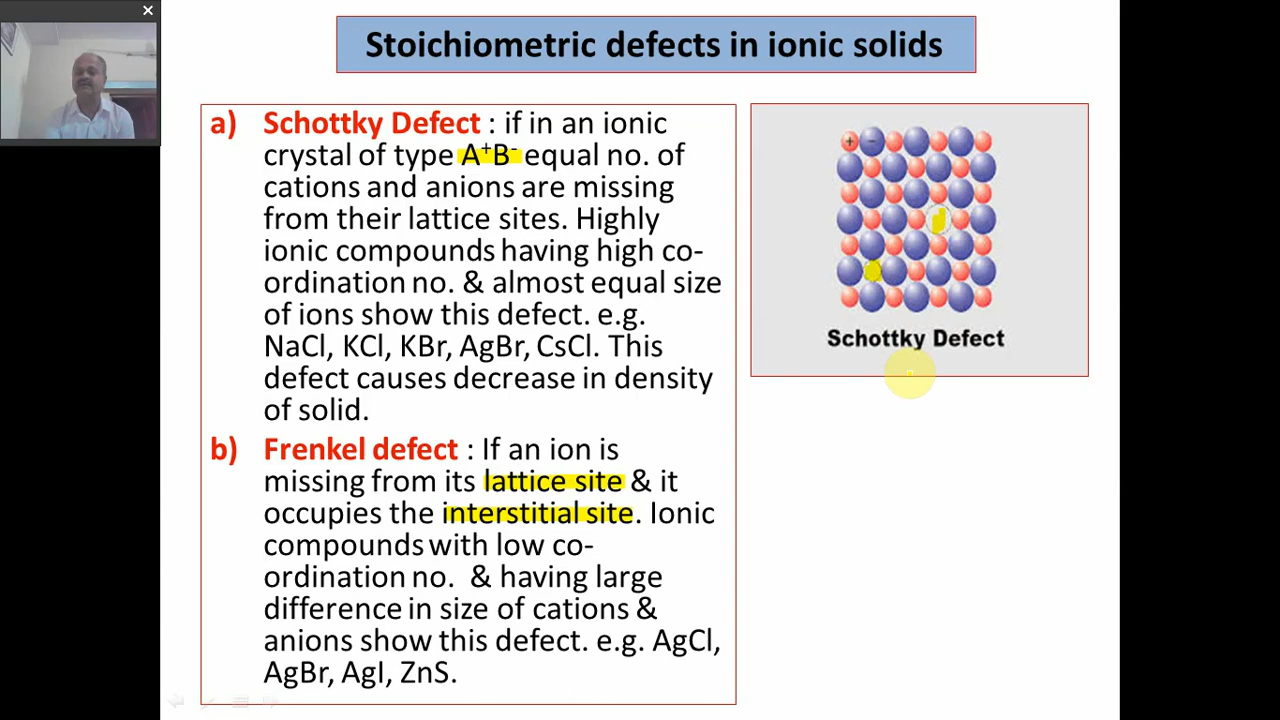 Stoichiometric defects in ionic solids
a) Schottky Defect : if in an ionic
crystal of type A⁺B⁻ equal no. of
cations and anions are missing
from their lattice sites. Highly
ionic compounds having high co-
ordination no. & almost equal size
of ions show this defect. e.g.
NaCl, KCl, KBr, AgBr, CsCl. This
defect causes decrease in density
of solid.
b) Frenkel defect : If an ion is
missing from its lattice site & it
occupies the interstitial site. Ionic
compounds with low co-
ordination no. & having large
difference in size of cations &
anions show this defect. e.g. AgCl,
AgBr, AgI, ZnS.
+ −
Schottky Defect